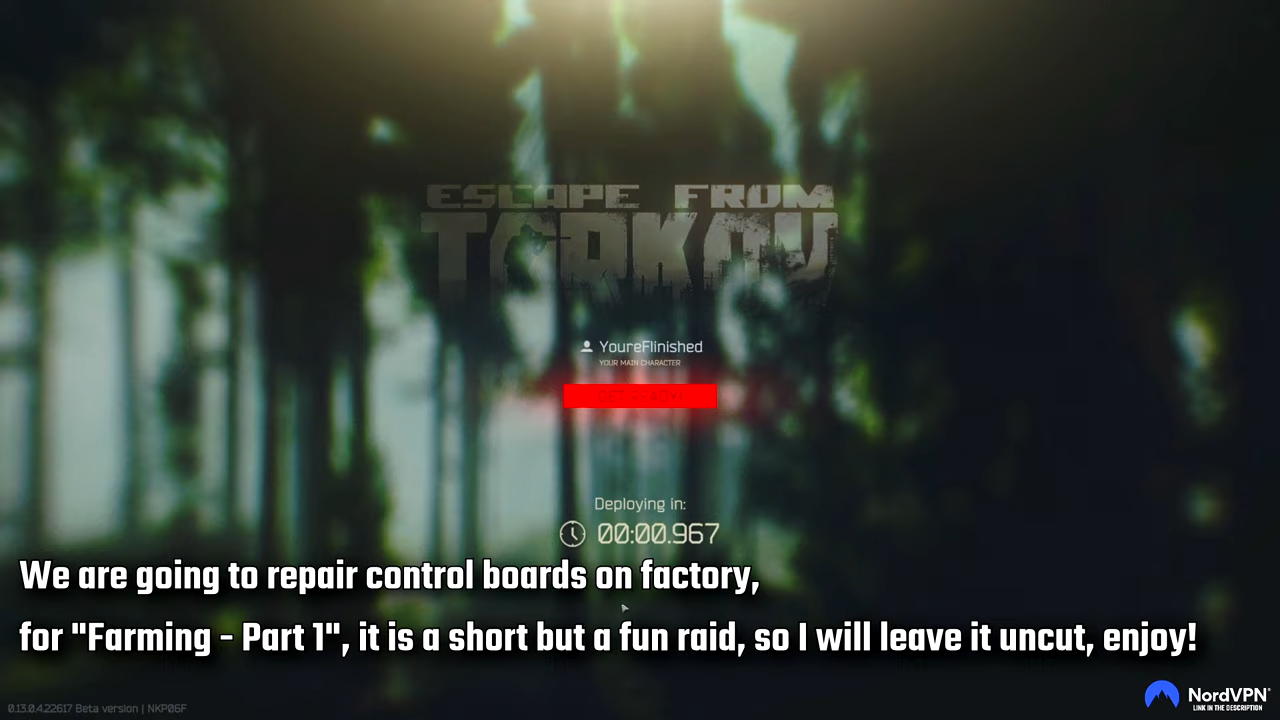 ESCAPE FROM
TARKOV
YoureFlinished
YOUR MAIN CHARACTER
GET READY!
Deploying in:
00:00.967
We are going to repair control boards on factory,
for "Farming - Part 1", it is a short but a fun raid, so I will leave it uncut, enjoy!
NordVPN®
LINK IN THE DESCRIPTION
0.13.0.4.22617 Beta version | NKP06F